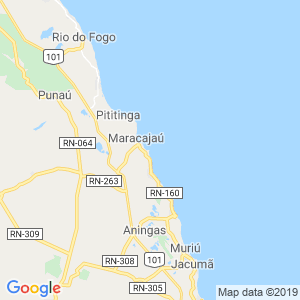 Rio do Fogo
101
Punaú
Pititinga
Maracajaú
RN-064
RN-263
RN-160
Aningas
RN-309
Muriú
RN-308
101
Jacumã
RN-305
Google
Map data ©2019